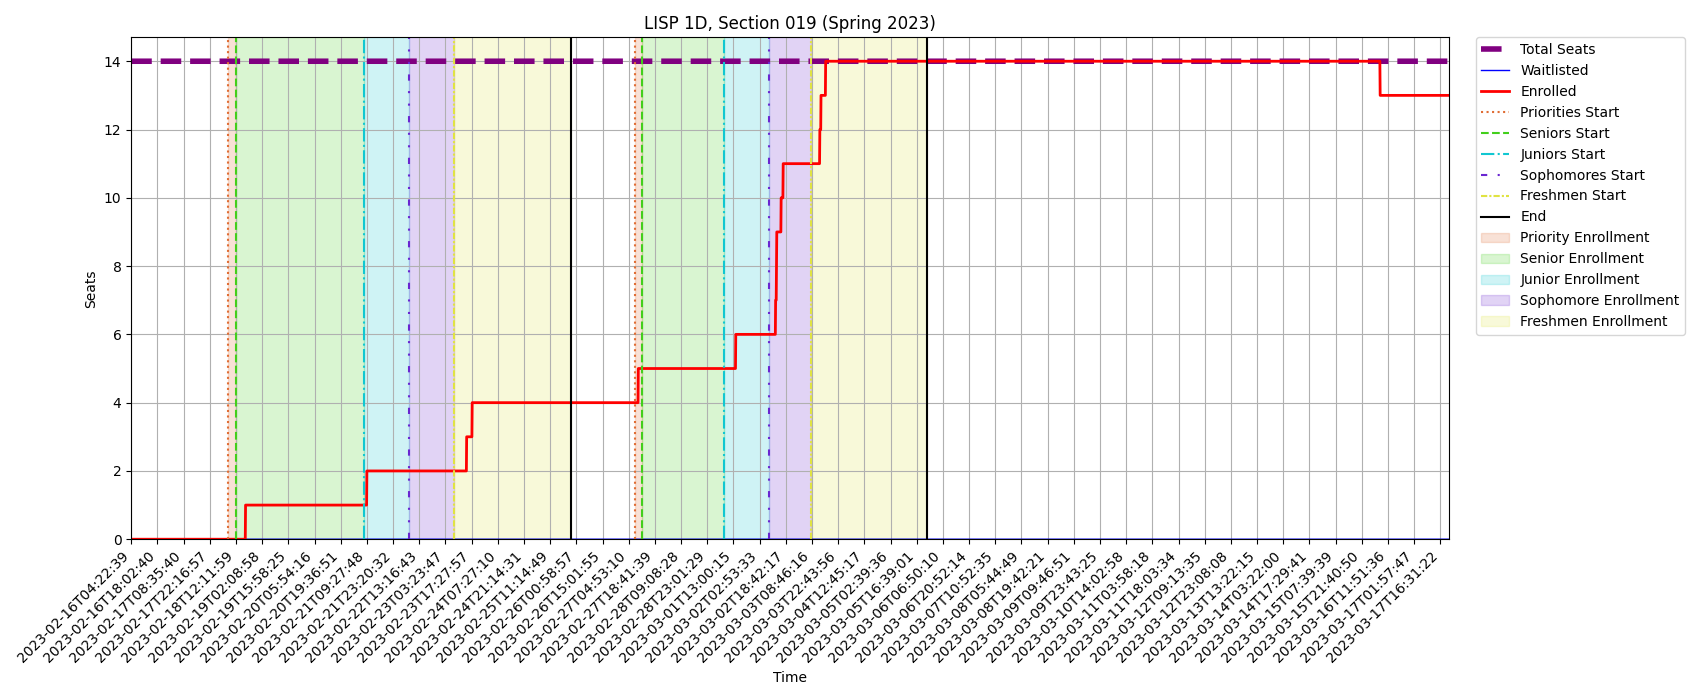 LISP 1D, Section 019 (Spring 2023)
14
12
10
8
6
4
2
0
Seats
2023-02-16T04:22:39
2023-02-16T18:02:40
2023-02-17T08:35:40
2023-02-17T22:16:57
2023-02-18T12:11:59
2023-02-19T02:08:58
2023-02-19T15:58:25
2023-02-20T05:54:16
2023-02-20T19:36:51
2023-02-21T09:27:48
2023-02-21T23:20:32
2023-02-22T13:16:43
2023-02-23T03:23:47
2023-02-23T17:27:57
2023-02-24T07:27:10
2023-02-24T21:14:31
2023-02-25T11:14:49
2023-02-26T00:58:57
2023-02-26T15:01:55
2023-02-27T04:53:10
2023-02-27T18:41:39
2023-02-28T09:08:28
2023-02-28T23:01:29
2023-03-01T13:00:15
2023-03-02T02:53:33
2023-03-02T18:42:17
2023-03-03T08:46:16
2023-03-03T22:43:56
2023-03-04T12:45:17
2023-03-05T02:39:36
2023-03-05T16:39:01
2023-03-06T06:50:10
2023-03-06T20:52:14
2023-03-07T10:52:35
2023-03-08T05:44:49
2023-03-08T19:42:21
2023-03-09T09:46:51
2023-03-09T23:43:25
2023-03-10T14:02:58
2023-03-11T03:58:18
2023-03-11T18:03:34
2023-03-12T09:13:35
2023-03-12T23:08:08
2023-03-13T13:22:15
2023-03-14T03:22:00
2023-03-14T17:29:41
2023-03-15T07:39:39
2023-03-15T21:40:50
2023-03-16T11:51:36
2023-03-17T01:57:47
2023-03-17T16:31:22
Time
Total Seats
Waitlisted
Enrolled
Priorities Start
Seniors Start
Juniors Start
Sophomores Start
Freshmen Start
End
Priority Enrollment
Senior Enrollment
Junior Enrollment
Sophomore Enrollment
Freshmen Enrollment